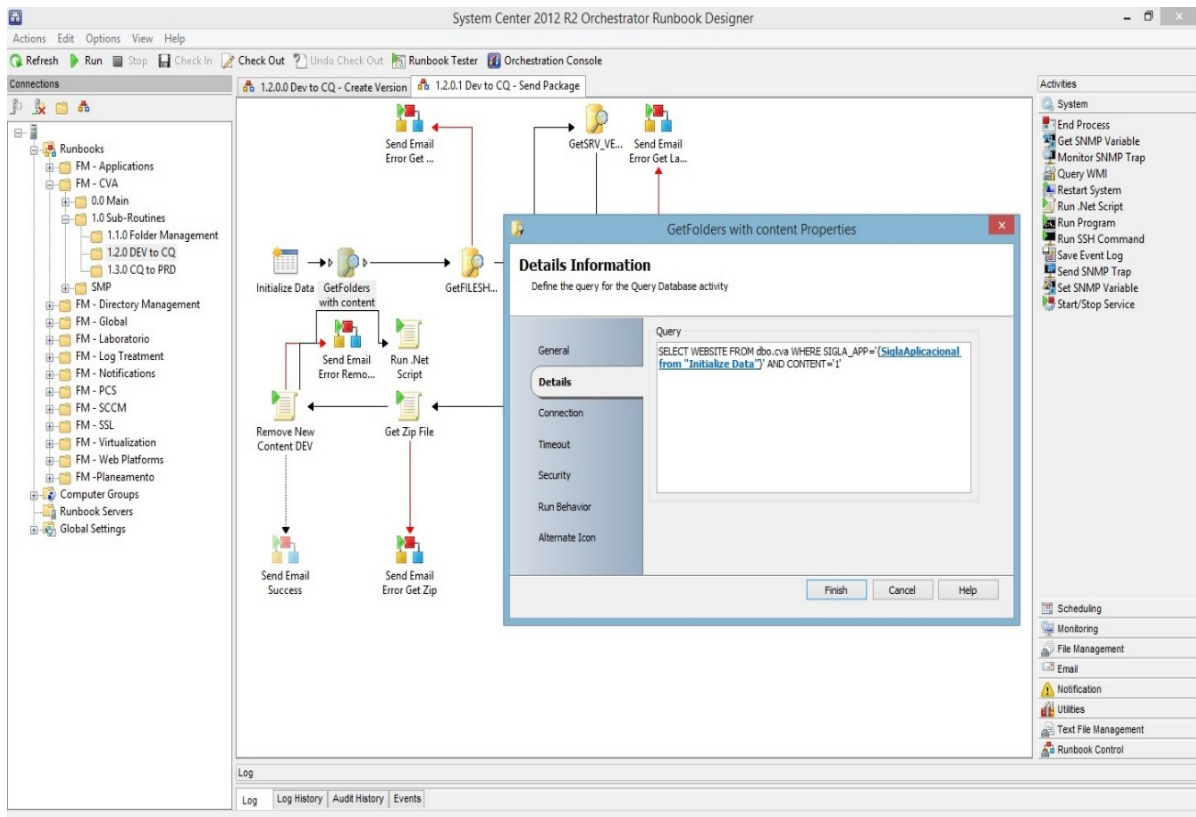 System Center 2012 R2 Orchestrator Runbook Designer
Actions Edit Options View Help
Refresh Run Stop Check In Check Out Undo Check Out Runbook Tester Orchestration Console
Connections
Runbooks
FM - Applications
FM - CVA
0.0 Main
1.0 Sub-Routines
1.1.0 Folder Management
1.2.0 DEV to CQ
1.3.0 CQ to PRD
SMP
FM - Directory Management
FM - Global
FM - Laboratorio
FM - Log Treatment
FM - Notifications
FM - PCS
FM - SCCM
FM - SSL
FM - Virtualization
FM - Web Platforms
FM -Planeamento
Computer Groups
Runbook Servers
Global Settings
1.2.0.0 Dev to CQ - Create Version 1.2.0.1 Dev to CQ - Send Package
Send Email
Error Get ...
GetSRV_VE...
Send Email
Error Get La...
Initialize Data
GetFolders
with content
GetFILESH...
Send Email
Error Remo...
Run .Net
Script
Remove New
Content DEV
Get Zip File
Send Email
Success
Send Email
Error Get Zip
GetFolders with content Properties
Details Information
Define the query for the Query Database activity
General
Details
Connection
Timeout
Security
Run Behavior
Alternate Icon
Query
SELECT WEBSITE FROM dbo.cva WHERE SIGLA_APP='{SiglaAplicacional
from "Initialize Data"}' AND CONTENT='1'
Finish Cancel Help
Activities
System
End Process
Get SNMP Variable
Monitor SNMP Trap
Query WMI
Restart System
Run .Net Script
Run Program
Run SSH Command
Save Event Log
Send SNMP Trap
Set SNMP Variable
Start/Stop Service
Scheduling
Monitoring
File Management
Email
Notification
Utilities
Text File Management
Runbook Control
Log
Log Log History Audit History Events